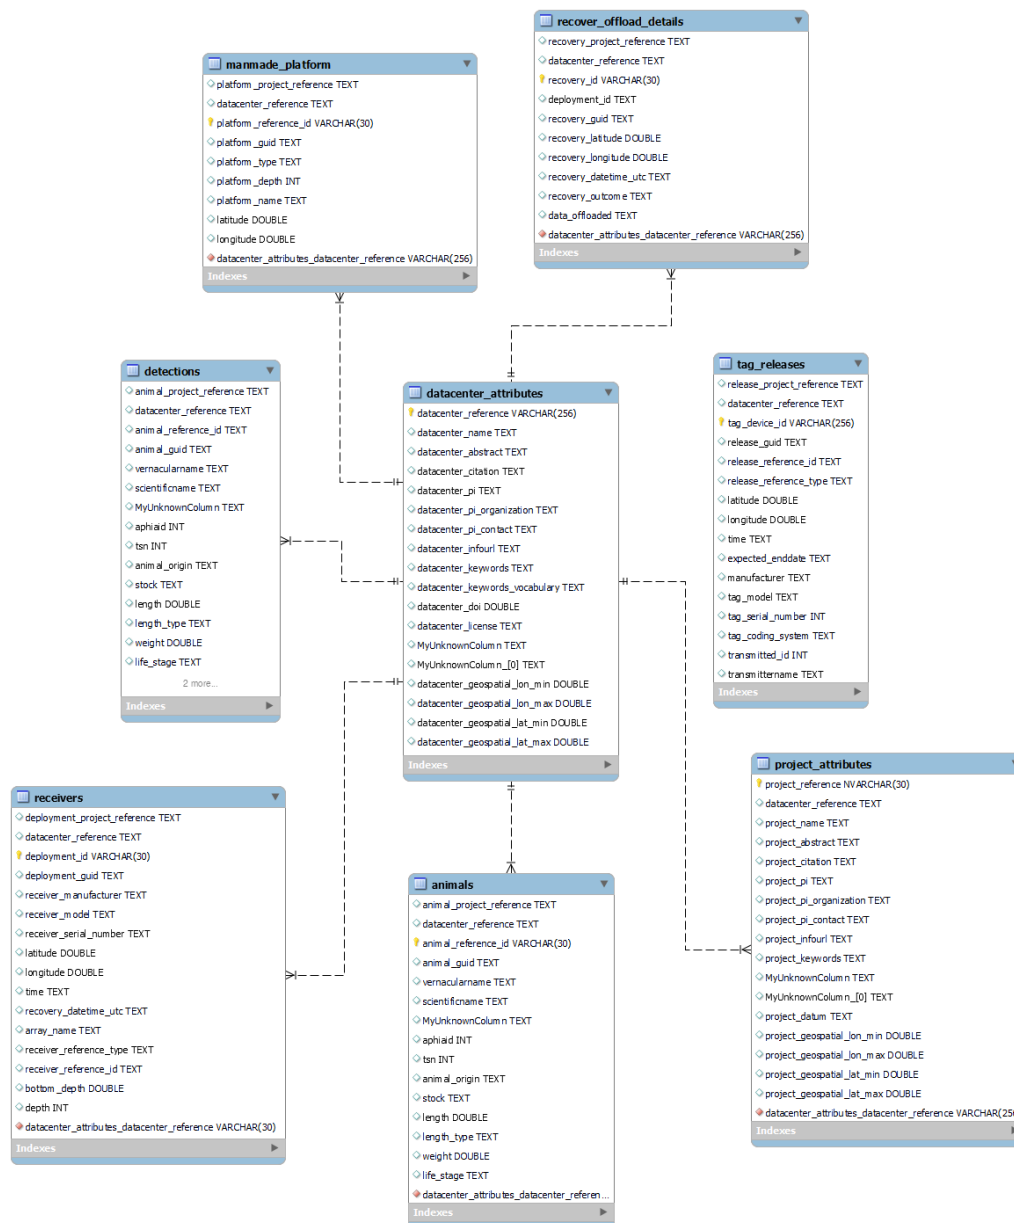 recover_offload_details
recovery_project_reference TEXT
datacenter_reference TEXT
recovery_id VARCHAR(30)
deployment_id TEXT
recovery_guid TEXT
recovery_latitude DOUBLE
recovery_longitude DOUBLE
recovery_datetime_utc TEXT
recovery_outcome TEXT
data_offloaded TEXT
datacenter_attributes_datacenter_reference VARCHAR(256)
Indexes
manmade_platform
platform_project_reference TEXT
datacenter_reference TEXT
platform_reference_id VARCHAR(30)
platform_guid TEXT
platform_type TEXT
platform_depth INT
platform_name TEXT
latitude DOUBLE
longitude DOUBLE
datacenter_attributes_datacenter_reference VARCHAR(256)
Indexes
detections
animal_project_reference TEXT
datacenter_reference TEXT
animal_reference_id TEXT
animal_guid TEXT
vernacularname TEXT
scientificname TEXT
MyUnknownColumn TEXT
aphiaid INT
tsn INT
animal_origin TEXT
stock TEXT
length DOUBLE
length_type TEXT
weight DOUBLE
life_stage TEXT
2 more...
Indexes
datacenter_attributes
datacenter_reference VARCHAR(256)
datacenter_name TEXT
datacenter_abstract TEXT
datacenter_citation TEXT
datacenter_pi TEXT
datacenter_pi_organization TEXT
datacenter_pi_contact TEXT
datacenter_infourl TEXT
datacenter_keywords TEXT
datacenter_keywords_vocabulary TEXT
datacenter_doi DOUBLE
datacenter_license TEXT
MyUnknownColumn TEXT
MyUnknownColumn_[0] TEXT
datacenter_geospatial_lon_min DOUBLE
datacenter_geospatial_lon_max DOUBLE
datacenter_geospatial_lat_min DOUBLE
datacenter_geospatial_lat_max DOUBLE
Indexes
tag_releases
release_project_reference TEXT
datacenter_reference TEXT
tag_device_id VARCHAR(256)
release_guid TEXT
release_reference_id TEXT
release_reference_type TEXT
latitude DOUBLE
longitude DOUBLE
time TEXT
expected_enddate TEXT
manufacturer TEXT
tag_model TEXT
tag_serial_number INT
tag_coding_system TEXT
transmitted_id INT
transmittername TEXT
Indexes
receivers
deployment_project_reference TEXT
datacenter_reference TEXT
deployment_id VARCHAR(30)
deployment_guid TEXT
receiver_manufacturer TEXT
receiver_model TEXT
receiver_serial_number TEXT
latitude DOUBLE
longitude DOUBLE
time TEXT
recovery_datetime_utc TEXT
array_name TEXT
receiver_reference_type TEXT
receiver_reference_id TEXT
bottom_depth DOUBLE
depth INT
datacenter_attributes_datacenter_reference VARCHAR(30)
Indexes
animals
animal_project_reference TEXT
datacenter_reference TEXT
animal_reference_id VARCHAR(30)
animal_guid TEXT
vernacularname TEXT
scientificname TEXT
MyUnknownColumn TEXT
aphiaid INT
tsn INT
animal_origin TEXT
stock TEXT
length DOUBLE
length_type TEXT
weight DOUBLE
life_stage TEXT
datacenter_attributes_datacenter_referen...
Indexes
project_attributes
project_reference NVARCHAR(30)
datacenter_reference TEXT
project_name TEXT
project_abstract TEXT
project_citation TEXT
project_pi TEXT
project_pi_organization TEXT
project_pi_contact TEXT
project_infourl TEXT
project_keywords TEXT
MyUnknownColumn TEXT
MyUnknownColumn_[0] TEXT
project_datum TEXT
project_geospatial_lon_min DOUBLE
project_geospatial_lon_max DOUBLE
project_geospatial_lat_min DOUBLE
project_geospatial_lat_max DOUBLE
datacenter_attributes_datacenter_reference VARCHAR(256
Indexes